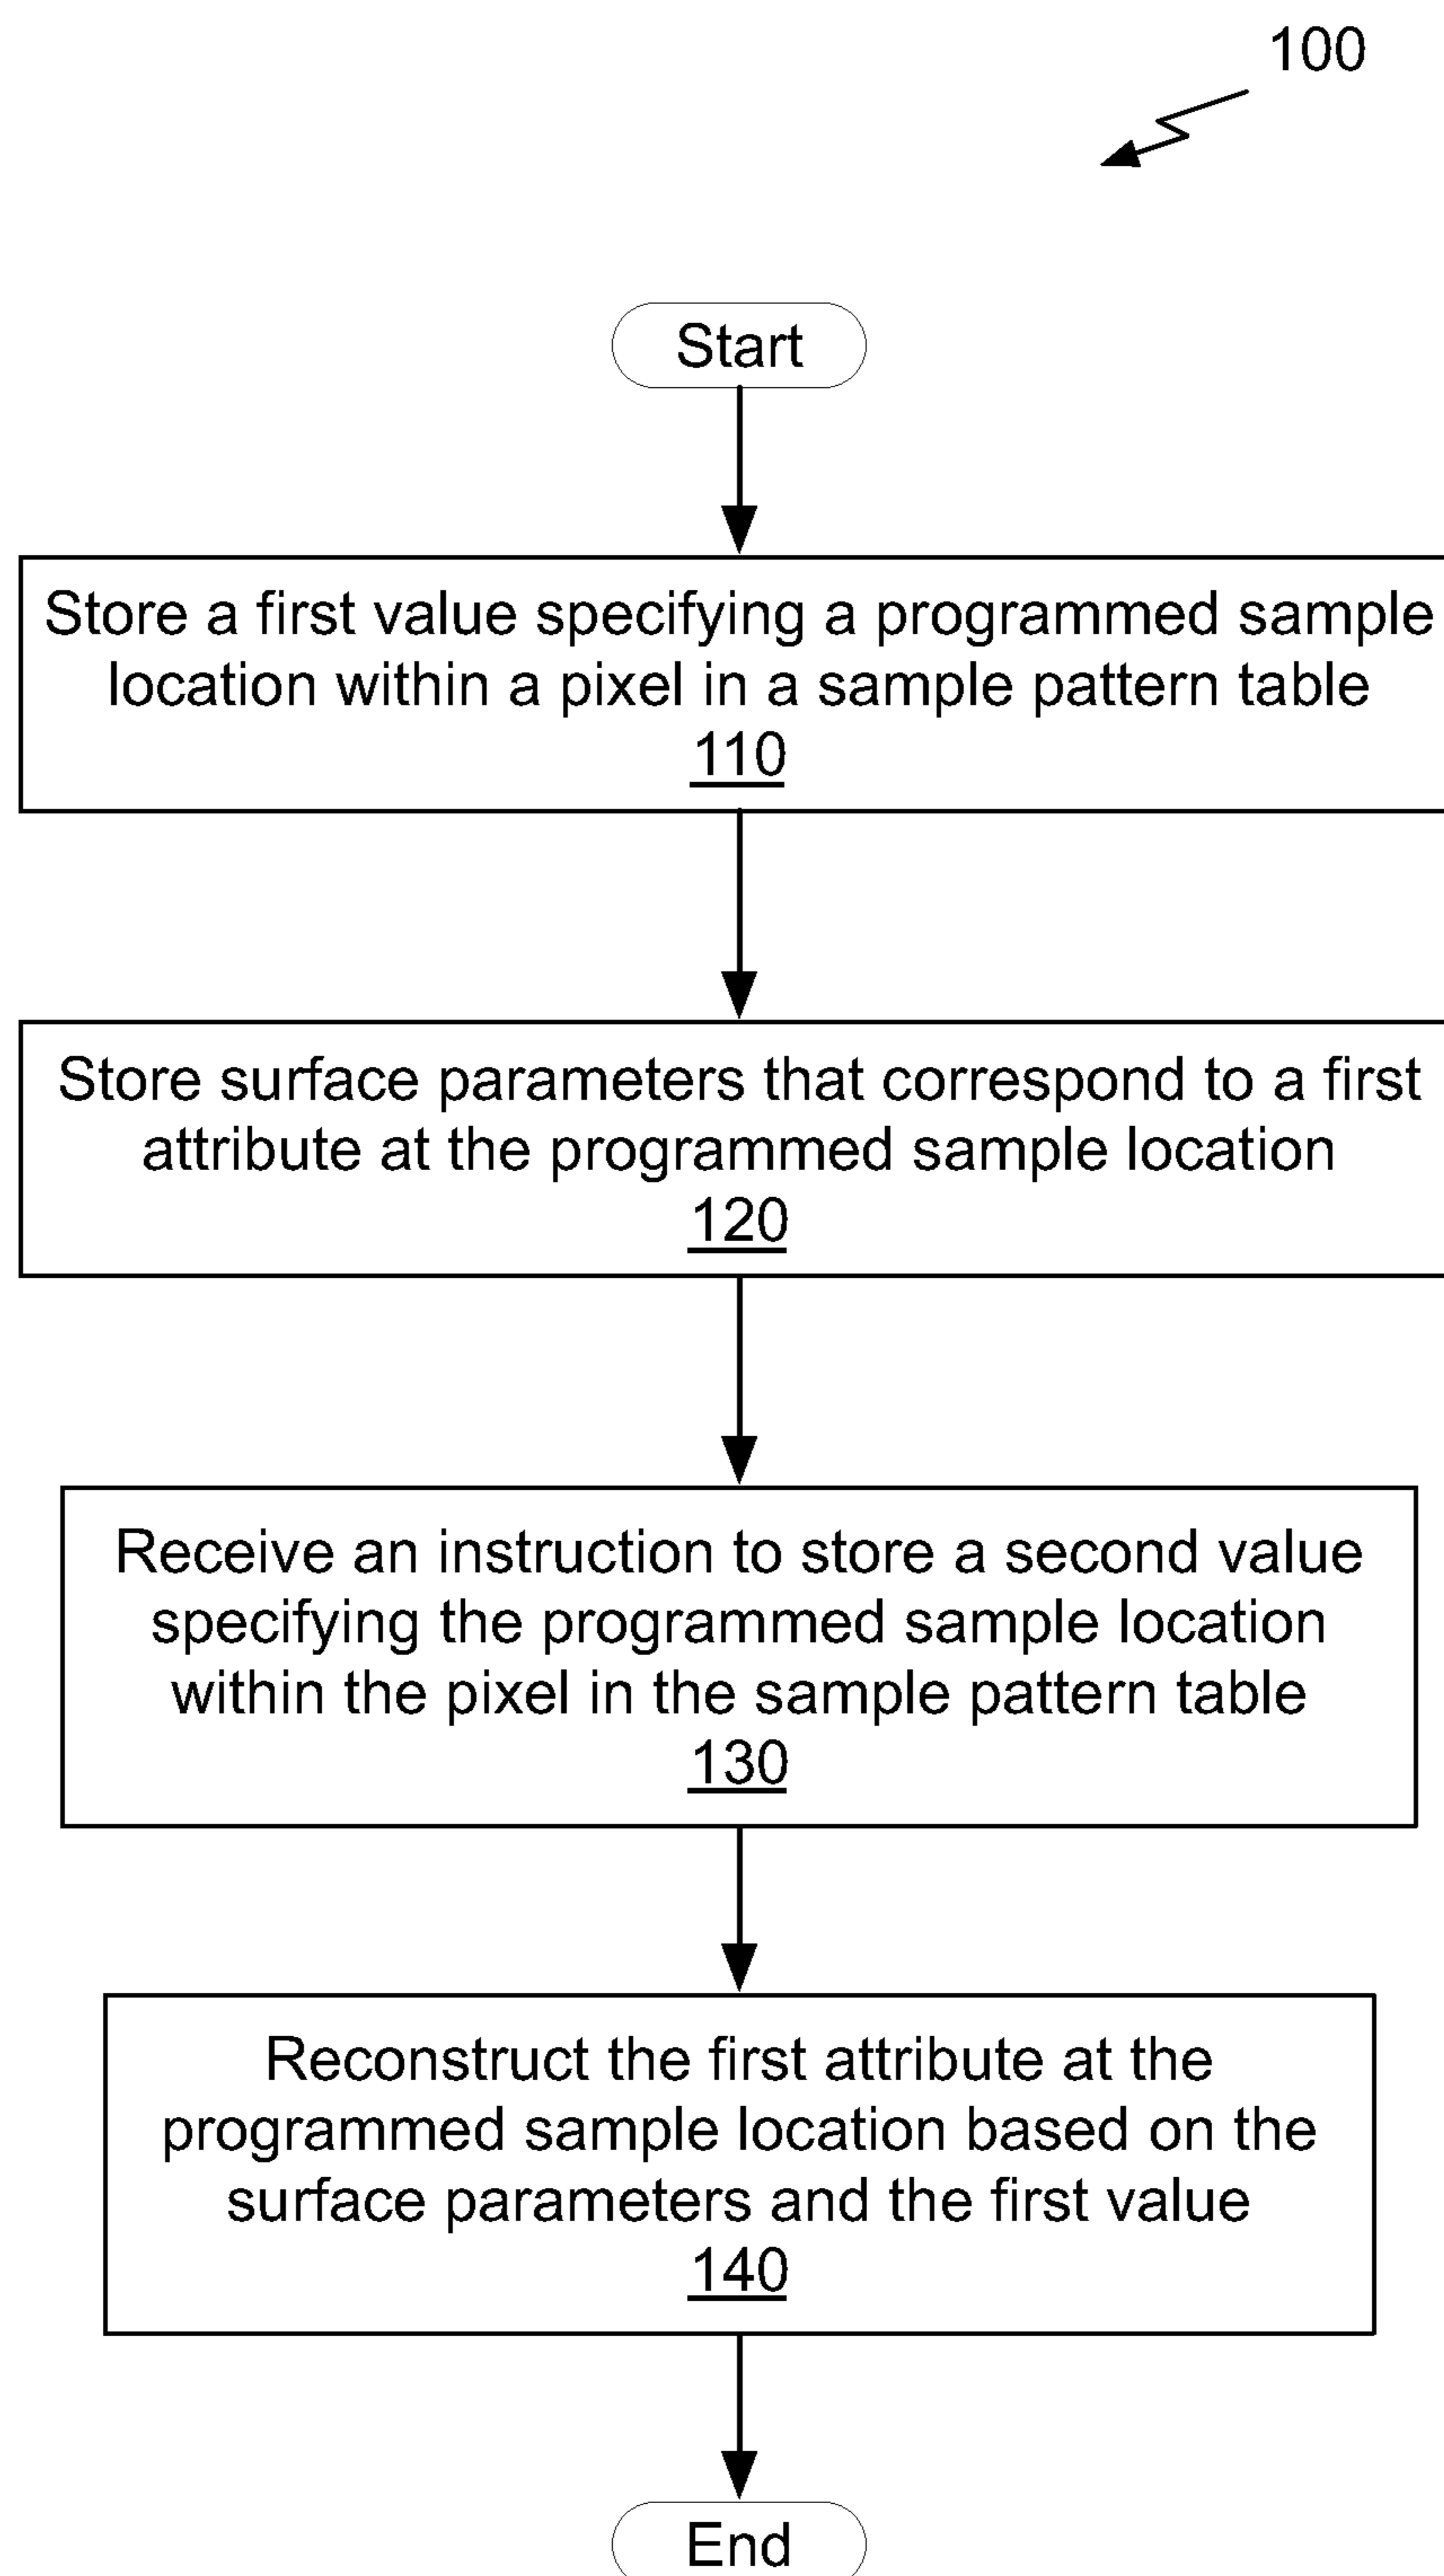 100
Start
Store a first value specifying a programmed sample
location within a pixel in a sample pattern table
110
Store surface parameters that correspond to a first
attribute at the programmed sample location
120
Receive an instruction to store a second value
specifying the programmed sample location
within the pixel in the sample pattern table
130
Reconstruct the first attribute at the
programmed sample location based on the
surface parameters and the first value
140
End